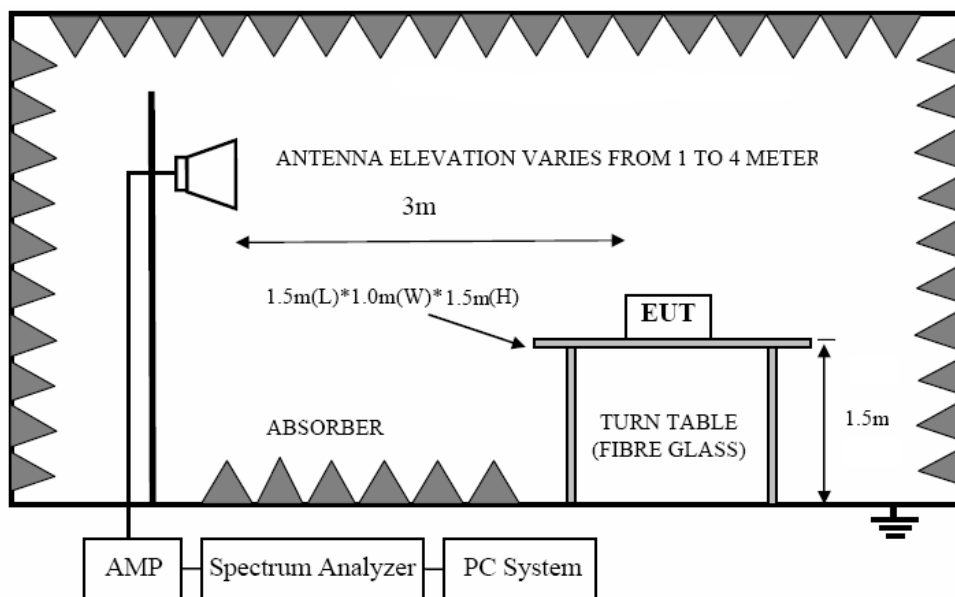 ANTENNA ELEVATION VARIES FROM 1 TO 4 METER
3m
1.5m(L)*1.0m(W)*1.5m(H)
EUT
ABSORBER
TURN TABLE
(FIBRE GLASS)
1.5m
AMP
Spectrum Analyzer
PC System